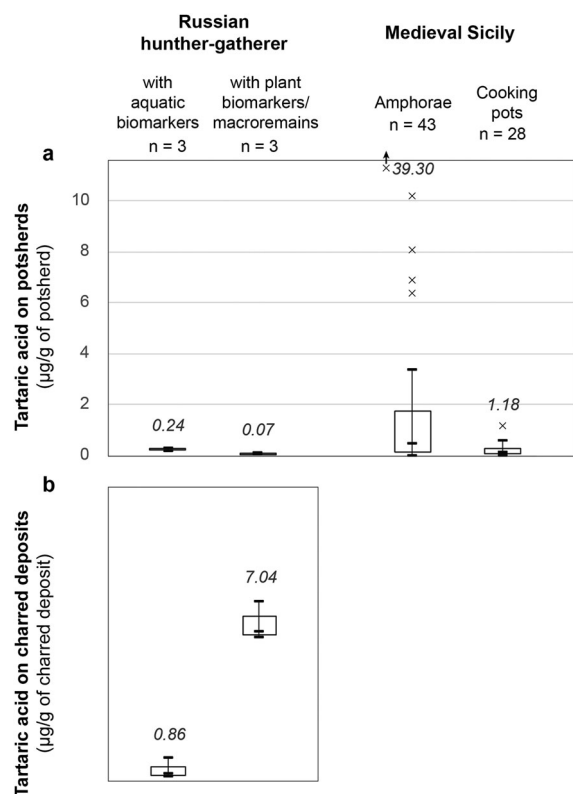 Russian
hunther-gatherer
Medieval Sicily
with
aquatic
biomarkers
n = 3
with plant
biomarkers/
macroremains
n = 3
Amphorae
n = 43
Cooking
pots
n = 28
a
Tartaric acid on potsherds
(µg/g of potsherd)
10
8
6
4
2
0
39.30
0.24
0.07
1.18
b
Tartaric acid on charred deposits
(µg/g of charred deposit)
7.04
0.86